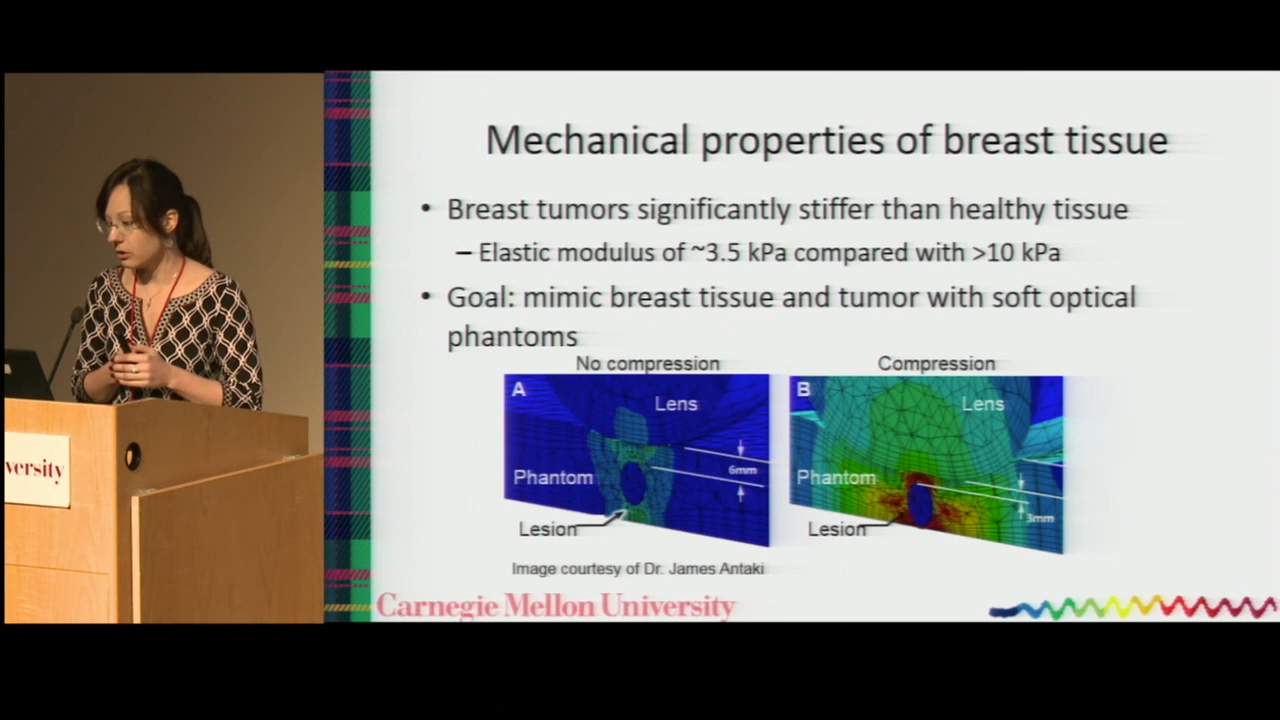 Mechanical properties of breast tissue
• Breast tumors significantly stiffer than healthy tissue
– Elastic modulus of ~3.5 kPa compared with >10 kPa
• Goal: mimic breast tissue and tumor with soft optical
phantoms
No compression
Compression
A
Lens
Phantom
6mm
Lesion
B
Lens
Phantom
3mm
Lesion
Image courtesy of Dr. James Antaki
Carnegie Mellon University
versity